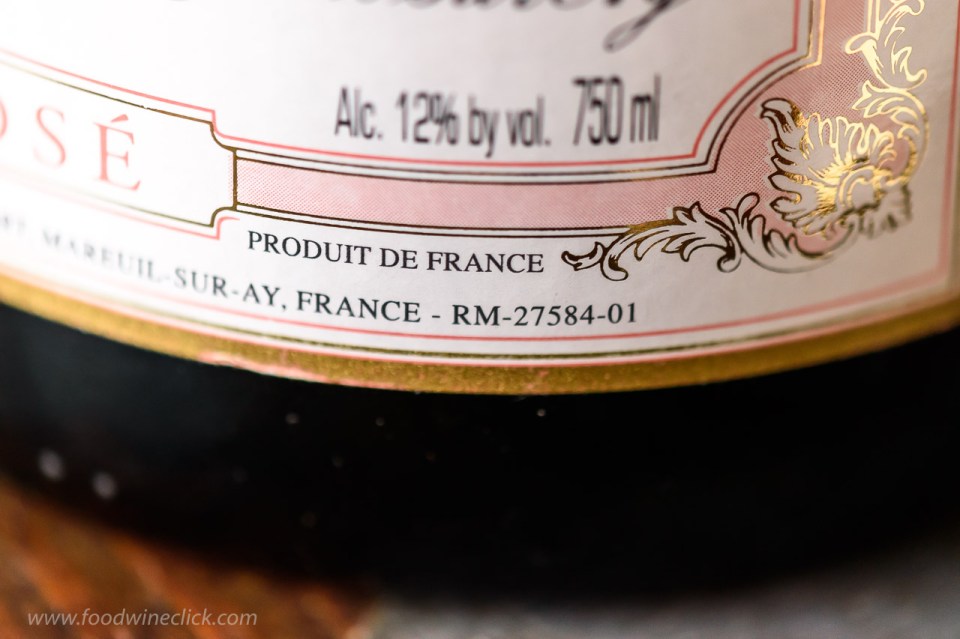 Alc. 12% by vol. 750 ml
OSÉ
PRODUIT DE FRANCE
MAREUIL-SUR-AY, FRANCE - RM-27584-01
www.foodwineclick.com